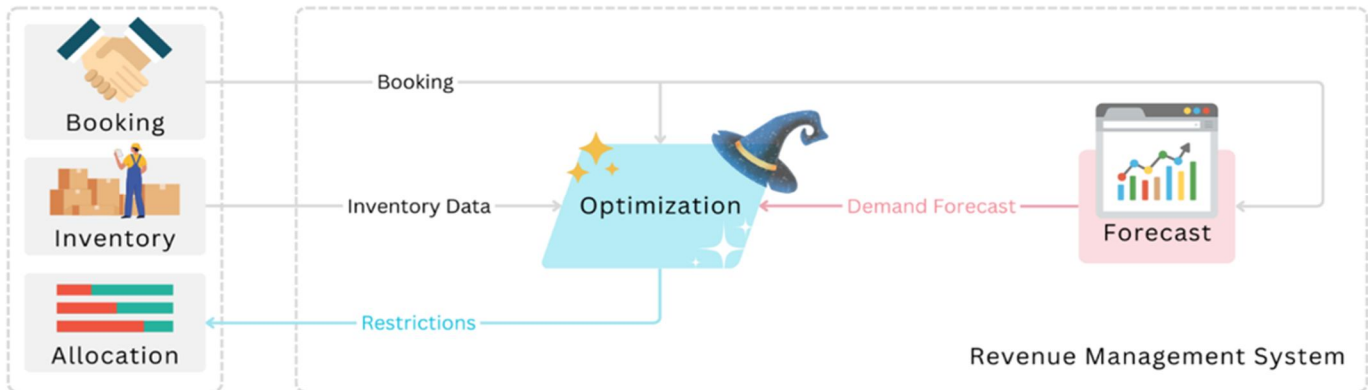 Booking
Booking
Inventory
Inventory Data
Optimization
Demand Forecast
Forecast
Allocation
Restrictions
Revenue Management System